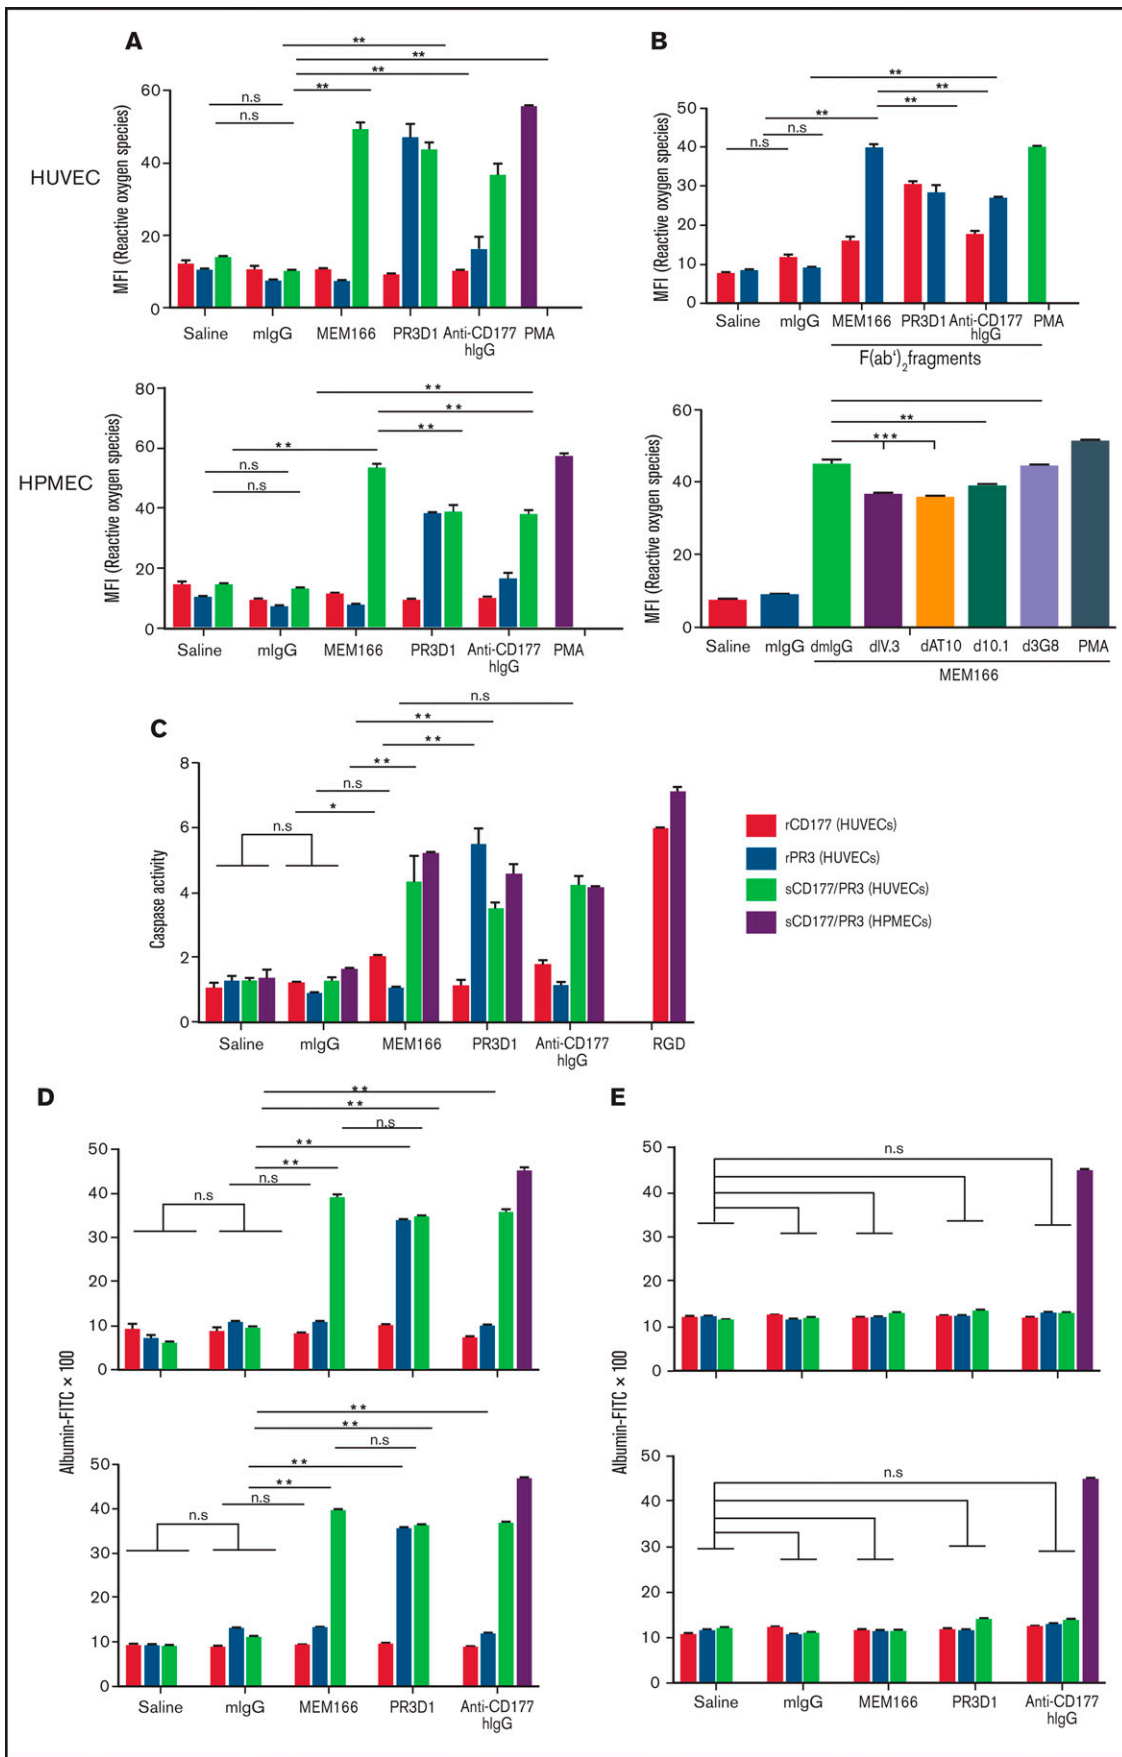 A
**
**
**
**
n.s
n.s
HUVEC
MFI (Reactive oxygen species)
60
40
20
0
Saline
mIgG
MEM166
PR3D1
Anti-CD177
hIgG
PMA
B
**
**
**
**
n.s
n.s
MFI (Reactive oxygen species)
50
40
30
20
10
0
Saline
mIgG
MEM166
PR3D1
Anti-CD177
hIgG
PMA
F(ab')2fragments
HPMEC
MFI (Reactive oxygen species)
80
60
40
20
0
**
**
**
**
n.s
n.s
Saline
mIgG
MEM166
PR3D1
Anti-CD177
hIgG
PMA
MFI (Reactive oxygen species)
60
40
20
0
**
***
Saline
mIgG
dmIgG
dIV.3
dAT10
d10.1
d3G8
PMA
MEM166
C
n.s
**
**
**
n.s
*
n.s
Caspase activity
8
6
4
2
0
Saline
mIgG
MEM166
PR3D1
Anti-CD177
hIgG
RGD
rCD177 (HUVECs)
rPR3 (HUVECs)
sCD177/PR3 (HUVECs)
sCD177/PR3 (HPMECs)
D
**
**
n.s
**
**
n.s
n.s
50
40
30
20
10
0
Albumin-FITC × 100
**
**
n.s
**
**
n.s
n.s
50
40
30
20
10
0
Saline
mIgG
MEM166
PR3D1
Anti-CD177
hIgG
E
n.s
50
40
30
20
10
0
Albumin-FITC × 100
n.s
50
40
30
20
10
0
Saline
mIgG
MEM166
PR3D1
Anti-CD177
hIgG